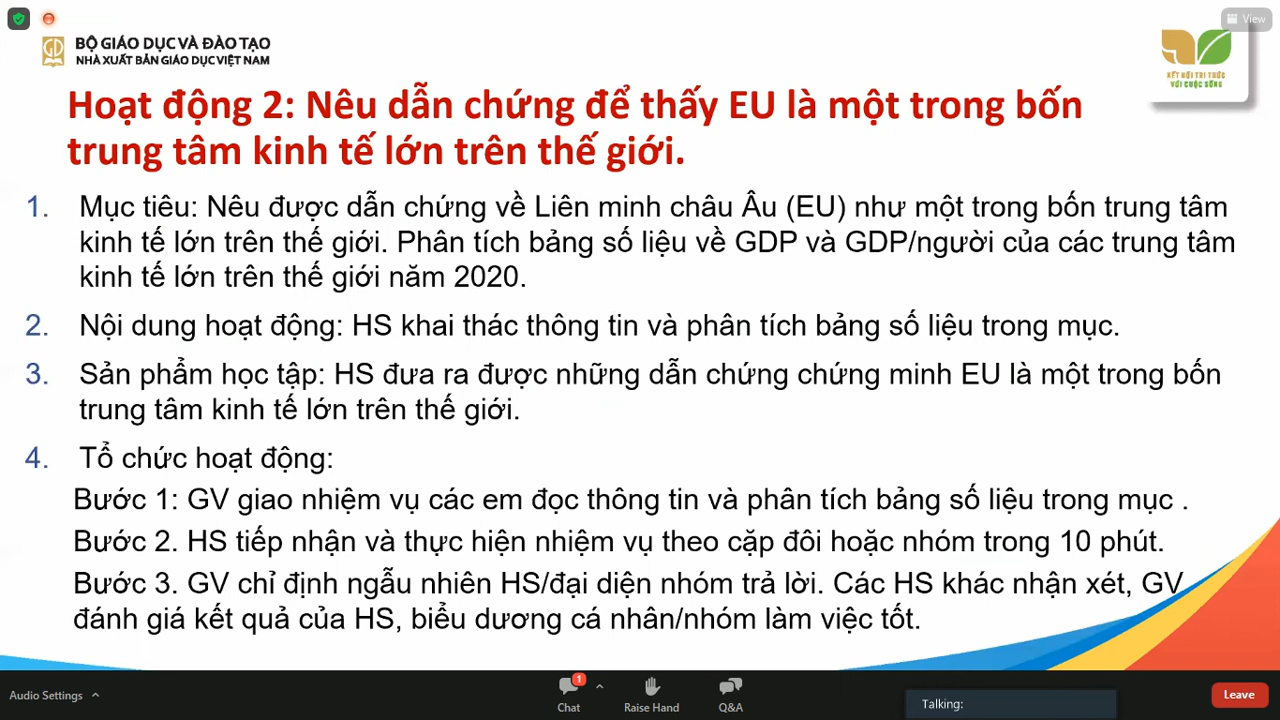 View
BỘ GIÁO DỤC VÀ ĐÀO TẠO
NHÀ XUẤT BẢN GIÁO DỤC VIỆT NAM
KẾT NỐI TRI THỨC
VỚI CUỘC SỐNG
Hoạt động 2: Nêu dẫn chứng để thấy EU là một trong bốn
trung tâm kinh tế lớn trên thế giới.
1. Mục tiêu: Nêu được dẫn chứng về Liên minh châu Âu (EU) như một trong bốn trung tâm
kinh tế lớn trên thế giới. Phân tích bảng số liệu về GDP và GDP/người của các trung tâm
kinh tế lớn trên thế giới năm 2020.
2. Nội dung hoạt động: HS khai thác thông tin và phân tích bảng số liệu trong mục.
3. Sản phẩm học tập: HS đưa ra được những dẫn chứng chứng minh EU là một trong bốn
trung tâm kinh tế lớn trên thế giới.
4. Tổ chức hoạt động:
Bước 1: GV giao nhiệm vụ các em đọc thông tin và phân tích bảng số liệu trong mục .
Bước 2. HS tiếp nhận và thực hiện nhiệm vụ theo cặp đôi hoặc nhóm trong 10 phút.
Bước 3. GV chỉ định ngẫu nhiên HS/đại diện nhóm trả lời. Các HS khác nhận xét, GV
đánh giá kết quả của HS, biểu dương cá nhân/nhóm làm việc tốt.
Audio Settings
1
Chat
Raise Hand
Q&A
Talking:
Leave